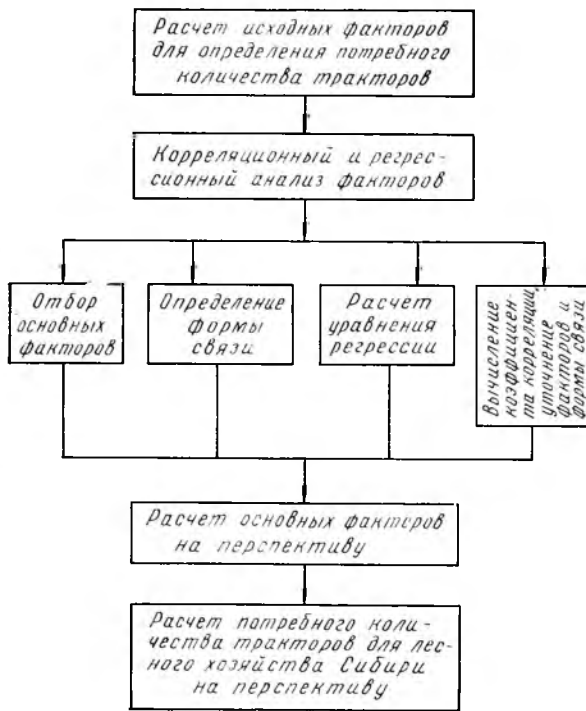 Расчет исходных факторов
для определения потребного
количества тракторов
Корреляционный и регрес-
сионный анализ факторов
Отбор
основных
факторов
Определение
формы
связи
Расчет
уравнения
регрессии
Вычисление
коэффициен-
та корреляции,
уточнение
факторов и
формы связи
Расчет основных факторов
на перспективу
Расчет потребного коли-
чества тракторов для лес-
ного хозяйства Сибири
на перспективу